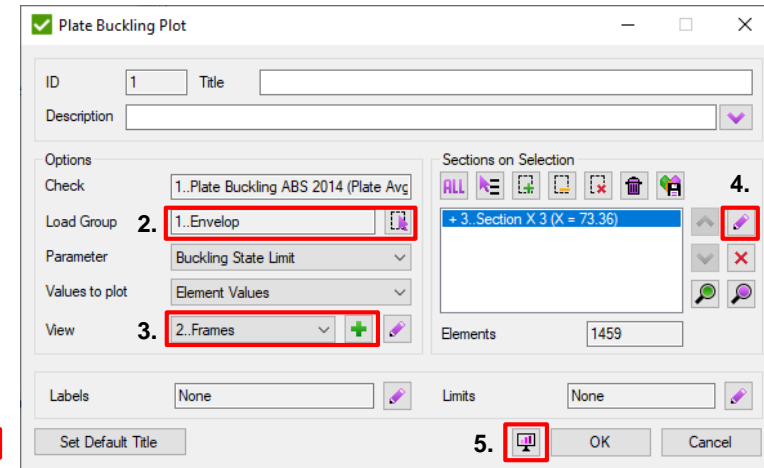 Plate Buckling Plot
ID 1 Title
Description
Options
Check 1..Plate Buckling ABS 2014 (Plate Avg
Load Group 2. 1..Envelop
Parameter Buckling State Limit
Values to plot Element Values
View 3. 2..Frames
Sections on Selection
ALL 4.
+ 3..Section X 3 (X = 73.36)
Elements 1459
Labels None Limits None
Set Default Title 5. OK Cancel